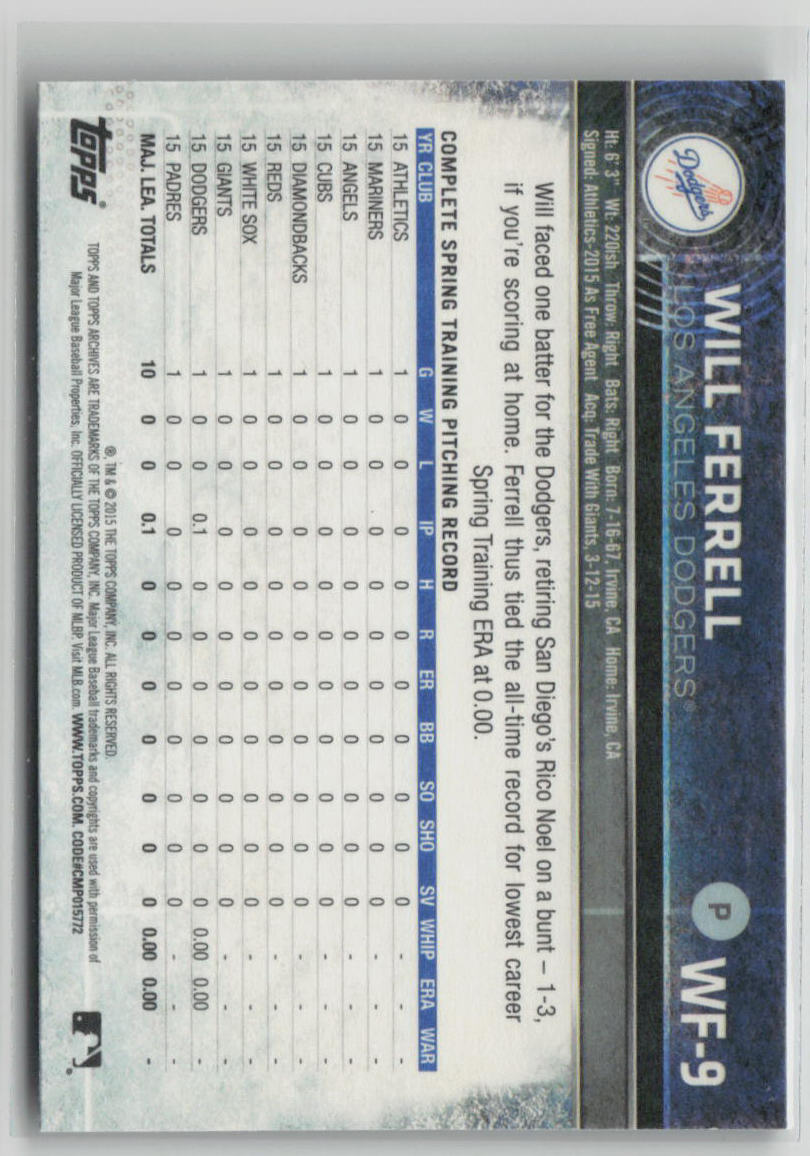 Dodgers
WILL FERRELL
P WF-9
LOS ANGELES DODGERS®
Ht: 6' 3" Wt: 220ish Throw: Right Bats: Right Born: 7-16-67, Irvine, CA Home: Irvine, CA
Signed: Athletics-2015 As Free Agent Acq: Trade With Giants, 3-12-15
Will faced one batter for the Dodgers, retiring San Diego's Rico Noel on a bunt – 1-3,
if you're scoring at home. Ferrell thus tied the all-time record for lowest career
Spring Training ERA at 0.00.
COMPLETE SPRING TRAINING PITCHING RECORD
YR CLUB G W L IP H R ER BB SO SHO SV WHIP ERA WAR
15 ATHLETICS 1 0 0 0 0 0 0 0 0 0 0 - - -
15 MARINERS 1 0 0 0 0 0 0 0 0 0 0 - - -
15 ANGELS 1 0 0 0 0 0 0 0 0 0 0 - - -
15 CUBS 1 0 0 0 0 0 0 0 0 0 0 - - -
15 DIAMONDBACKS 1 0 0 0 0 0 0 0 0 0 0 - - -
15 REDS 1 0 0 0 0 0 0 0 0 0 0 - - -
15 WHITE SOX 1 0 0 0 0 0 0 0 0 0 0 - - -
15 GIANTS 1 0 0 0 0 0 0 0 0 0 0 - - -
15 DODGERS 1 0 0 0.1 0 0 0 0 0 0 0 0.00 0.00 -
15 PADRES 1 0 0 0 0 0 0 0 0 0 0 - - -
MAJ. LEA. TOTALS 10 0 0 0.1 0 0 0 0 0 0 0 0.00 0.00 -
topps®
®, TM & © 2015 THE TOPPS COMPANY, INC. ALL RIGHTS RESERVED.
TOPPS AND TOPPS ARCHIVES ARE TRADEMARKS OF THE TOPPS COMPANY, INC. Major League Baseball trademarks and copyrights are used with permission of
Major League Baseball Properties, Inc. OFFICIALLY LICENSED PRODUCT OF MLBP. Visit MLB.com. WWW.TOPPS.COM. CODE#CMP015772